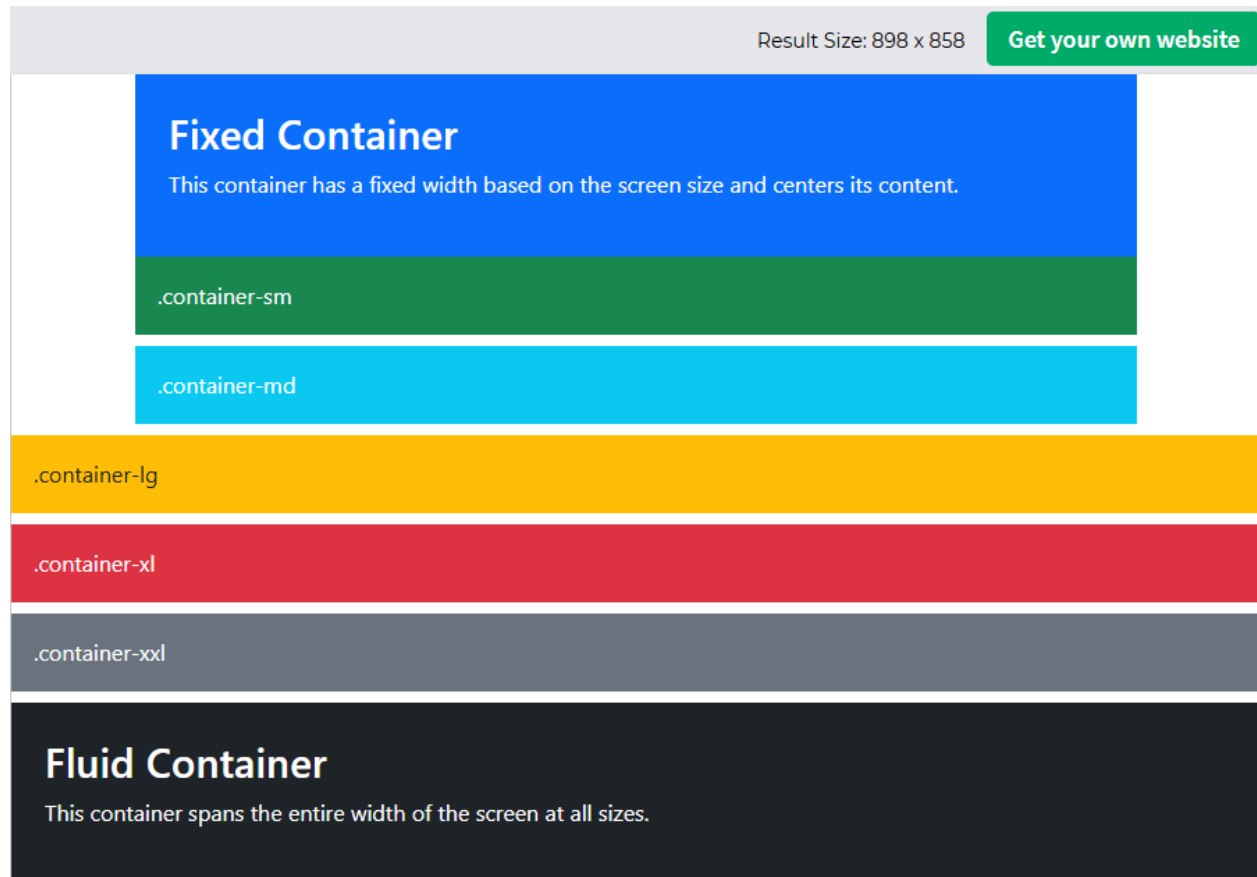 Result Size: 898 x 858
Get your own website
Fixed Container
This container has a fixed width based on the screen size and centers its content.
.container-sm
.container-md
.container-lg
.container-xl
.container-xxl
Fluid Container
This container spans the entire width of the screen at all sizes.